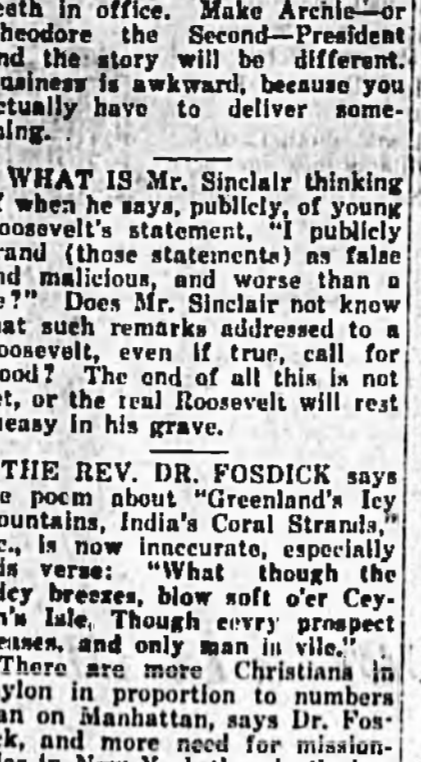 eath in office. Make Archie—or
heodore the Second—President
nd the story will be different.
usiness is awkward, because you
ctually have to deliver some-
hing.
WHAT IS Mr. Sinclair thinking
f when he says, publicly, of young
oosevelt's statement, "I publicly
rand (those statements) as false
nd malicious, and worse than a
e?" Does Mr. Sinclair not know
at such remarks addressed to a
oosevelt, even if true, call for
ood? The end of all this is not
et, or the real Roosevelt will rest
neasy in his grave.
THE REV. DR. FOSDICK says
e poem about "Greenland's Icy
ountains, India's Coral Strands,"
c., is now inaccurate, especially
is verse: "What though the
icy breezes, blow soft o'er Cey-
n's Isle, Though eevry prospect
eases, and only man is vile."
There are more Christians in
ylon in proportion to numbers
an on Manhattan, says Dr. Fos-
ck, and more need for mission-